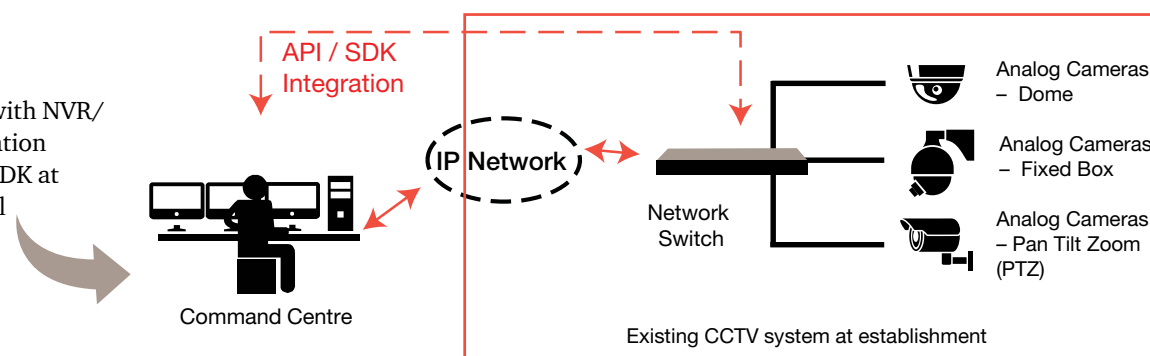 with NVR/
DK at
API / SDK
Integration
IP Network
Command Centre
Network
Switch
Analog Cameras
– Dome
Analog Cameras
– Fixed Box
Analog Cameras
– Pan Tilt Zoom
(PTZ)
Existing CCTV system at establishment